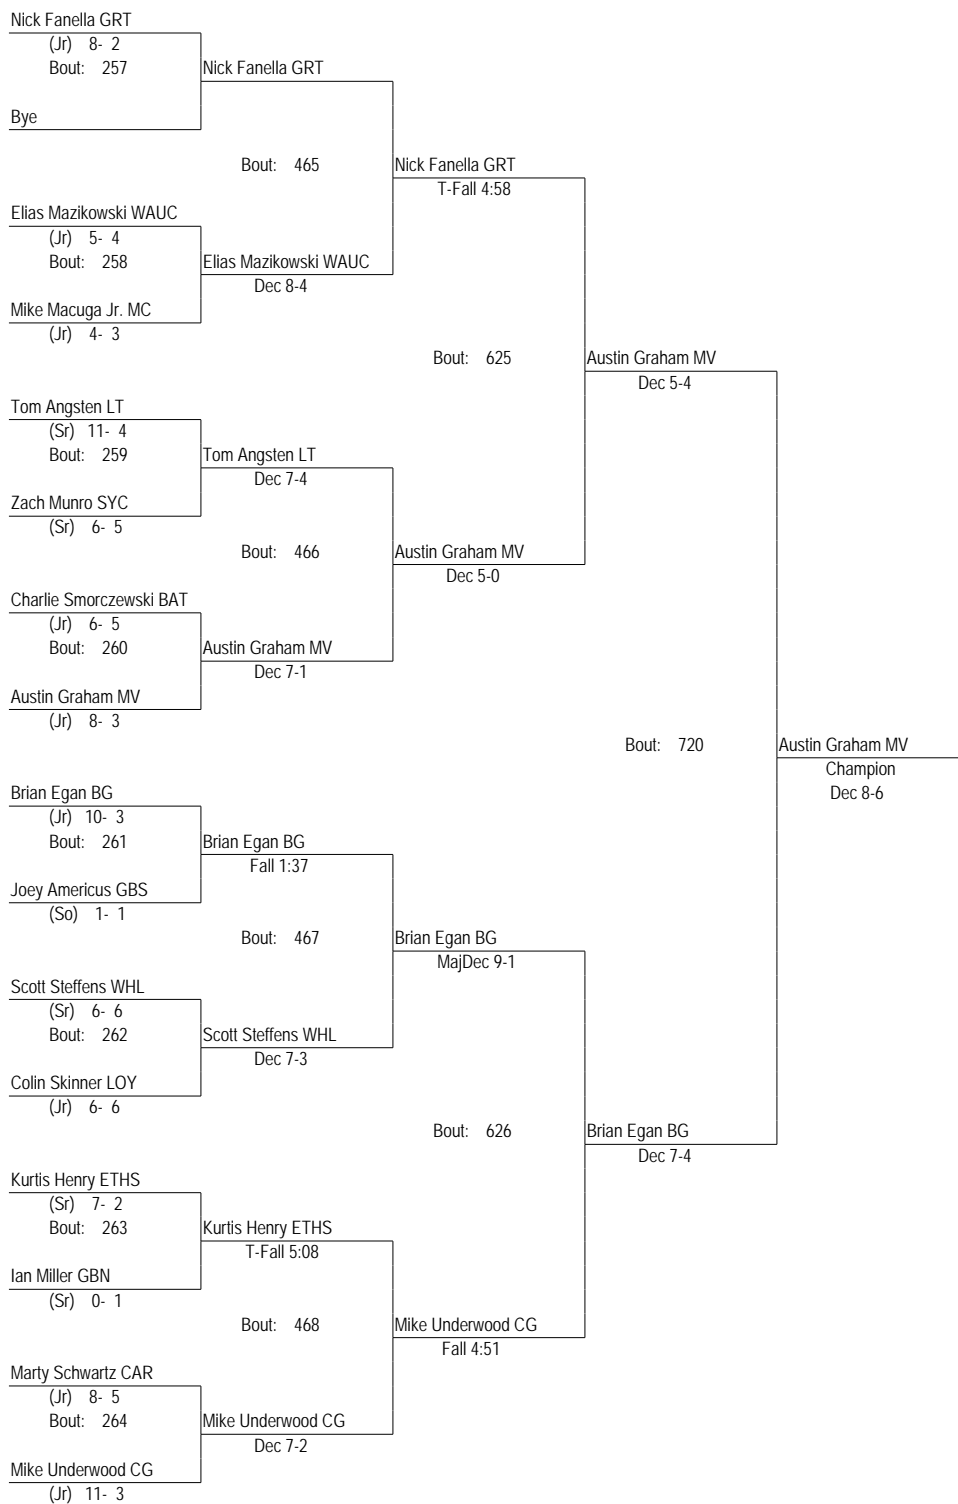 Nick Fanella GRT
(Jr) 8- 2
Bout: 257
Nick Fanella GRT
Bye
Bout: 465
Nick Fanella GRT
T-Fall 4:58
Elias Mazikowski WAUC
(Jr) 5- 4
Bout: 258
Elias Mazikowski WAUC
Dec 8-4
Mike Macuga Jr. MC
(Jr) 4- 3
Bout: 625
Austin Graham MV
Dec 5-4
Tom Angsten LT
(Sr) 11- 4
Bout: 259
Tom Angsten LT
Dec 7-4
Zach Munro SYC
(Sr) 6- 5
Bout: 466
Austin Graham MV
Dec 5-0
Charlie Smorczewski BAT
(Jr) 6- 5
Bout: 260
Austin Graham MV
Dec 7-1
Austin Graham MV
(Jr) 8- 3
Bout: 720
Austin Graham MV
Champion
Dec 8-6
Brian Egan BG
(Jr) 10- 3
Bout: 261
Brian Egan BG
Fall 1:37
Joey Americus GBS
(So) 1- 1
Bout: 467
Brian Egan BG
MajDec 9-1
Scott Steffens WHL
(Sr) 6- 6
Bout: 262
Scott Steffens WHL
Dec 7-3
Colin Skinner LOY
(Jr) 6- 6
Bout: 626
Brian Egan BG
Dec 7-4
Kurtis Henry ETHS
(Sr) 7- 2
Bout: 263
Kurtis Henry ETHS
T-Fall 5:08
Ian Miller GBN
(Sr) 0- 1
Bout: 468
Mike Underwood CG
Fall 4:51
Marty Schwartz CAR
(Jr) 8- 5
Bout: 264
Mike Underwood CG
Dec 7-2
Mike Underwood CG
(Jr) 11- 3